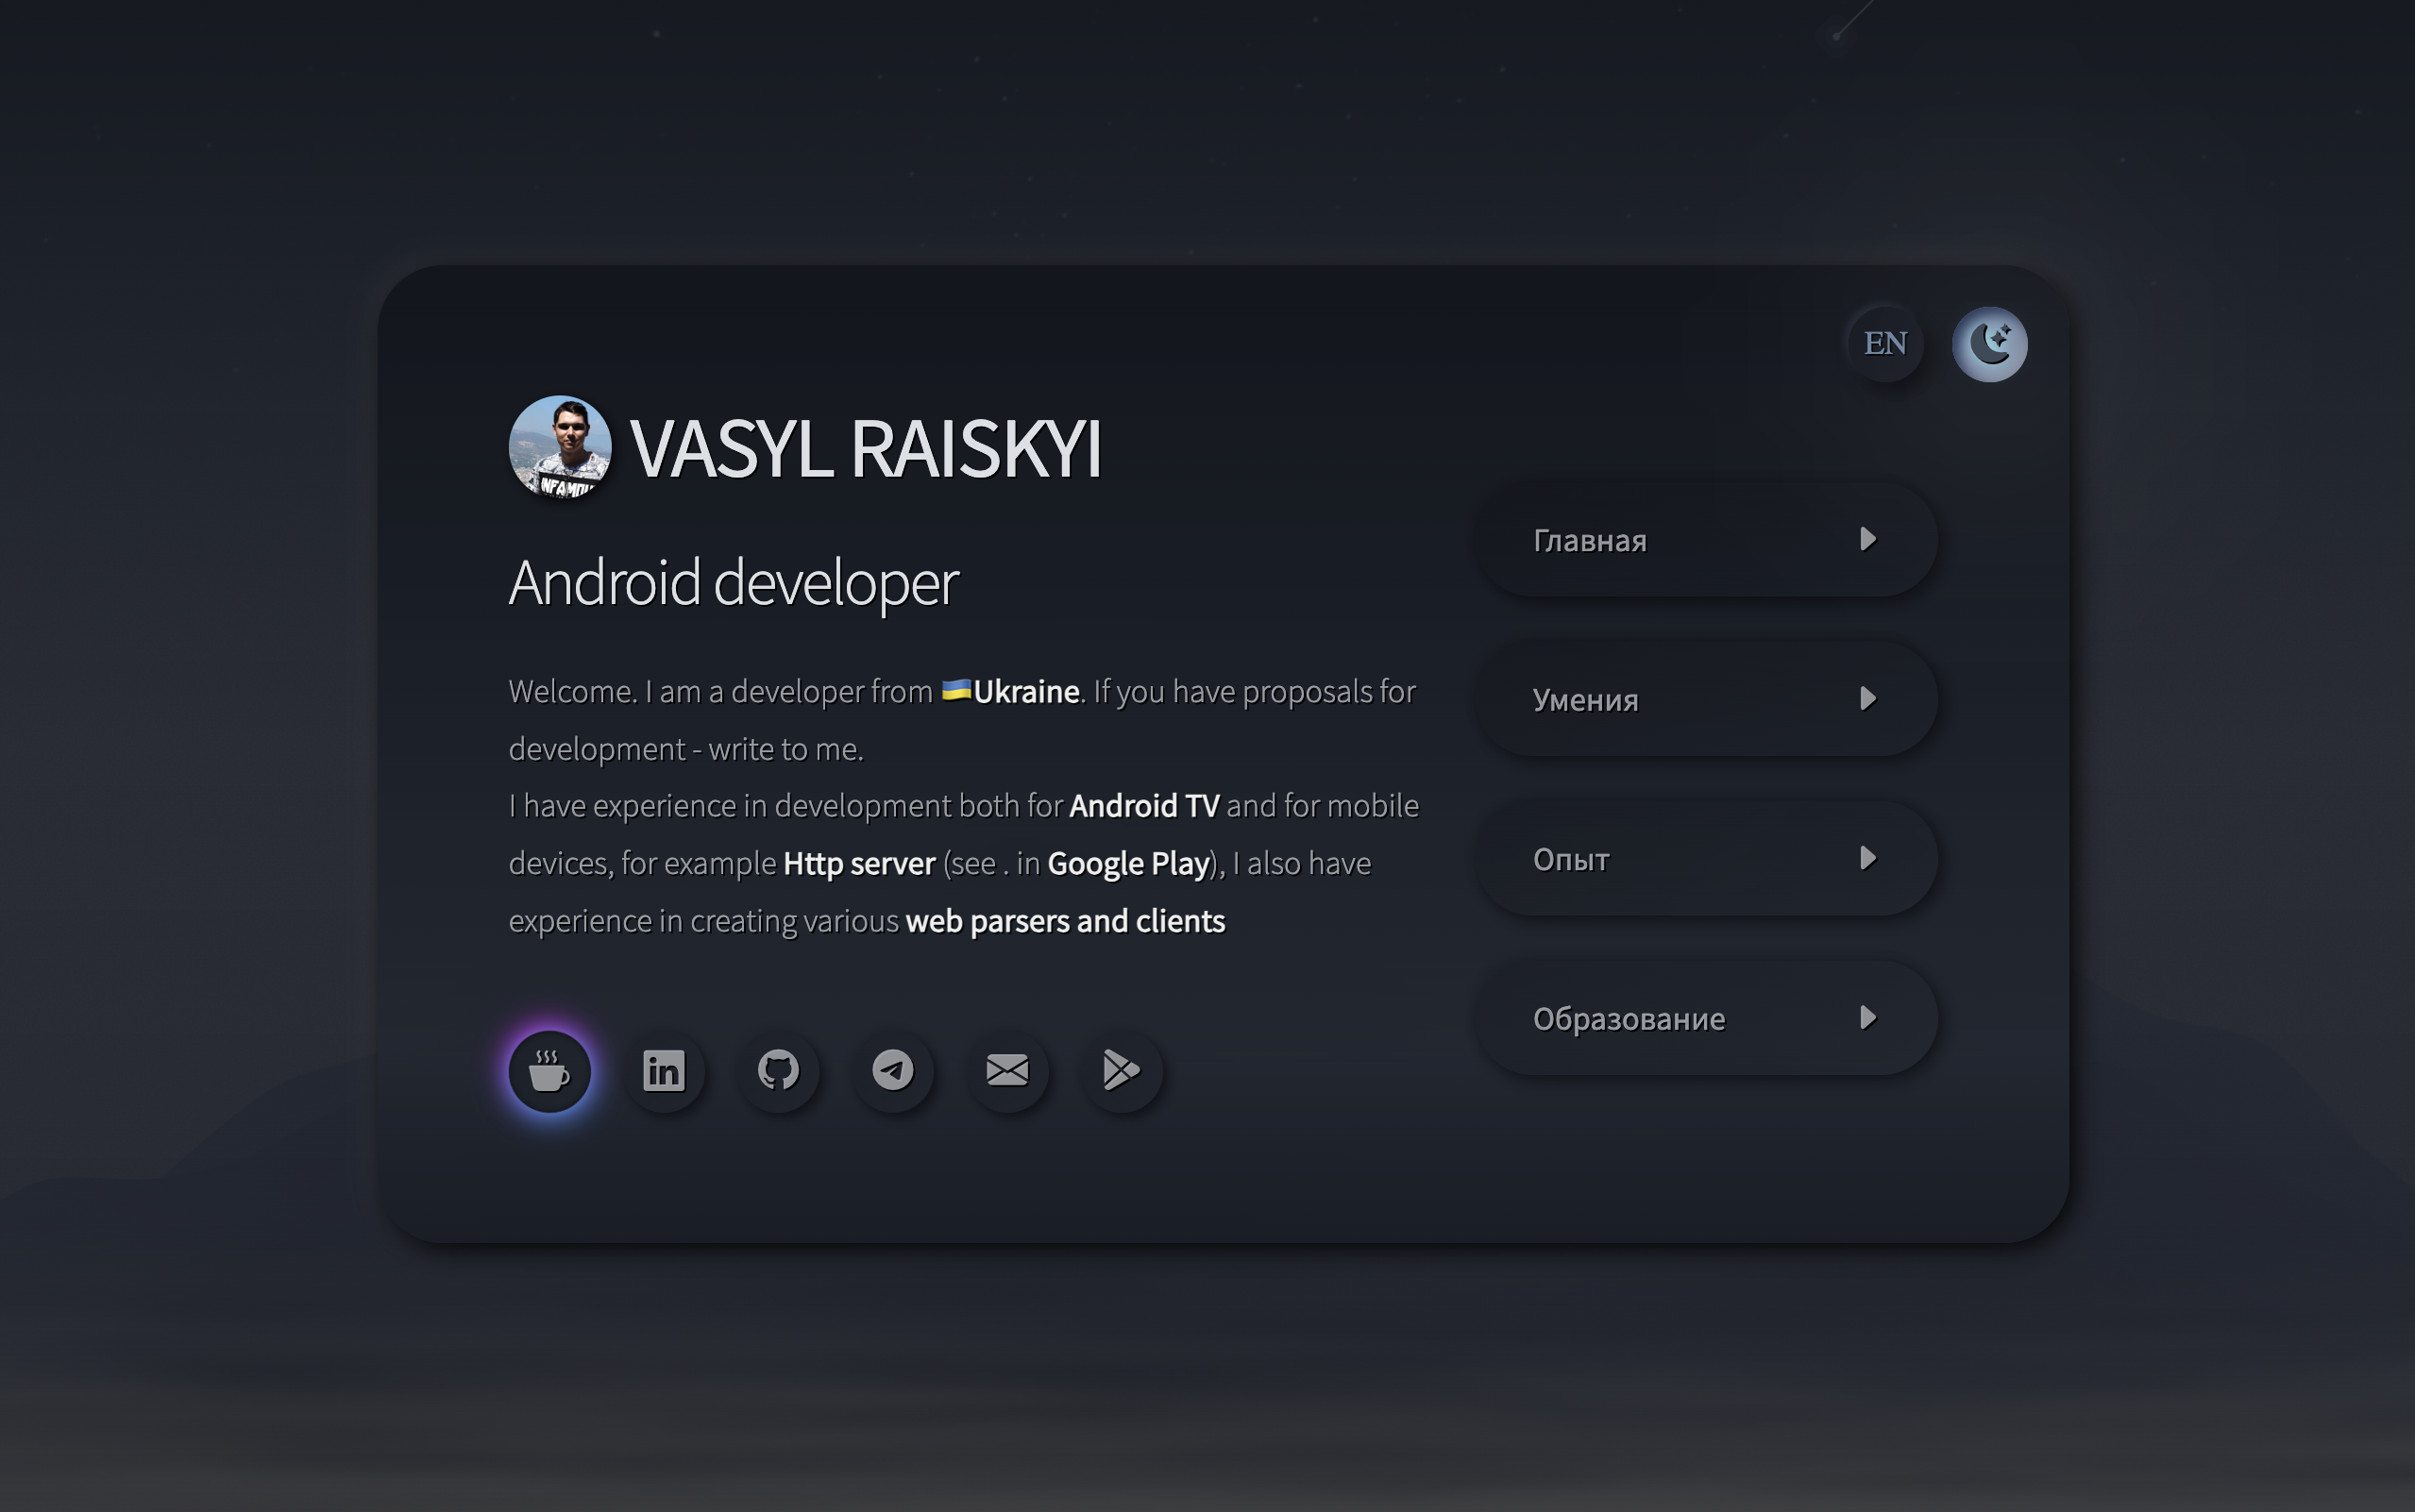 EN
VASYL RAISKYI
Android developer
Welcome. I am a developer from 🇺🇦Ukraine. If you have proposals for
development - write to me.
I have experience in development both for Android TV and for mobile
devices, for example Http server (see . in Google Play), I also have
experience in creating various web parsers and clients
Главная
Умения
Опыт
Образование
in